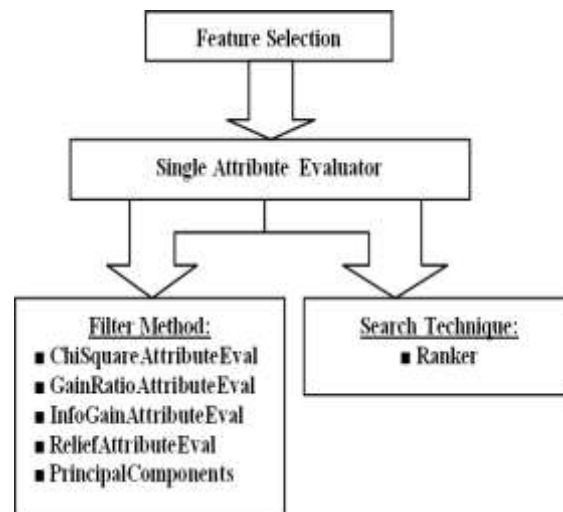 Feature Selection
Single Attribute Evaluator
Filter Method:
■ ChiSquareAttributeEval
■ GainRatioAttributeEval
■ InfoGainAttributeEval
■ ReliefAttributeEval
■ PrincipalComponents
Search Technique:
■ Ranker